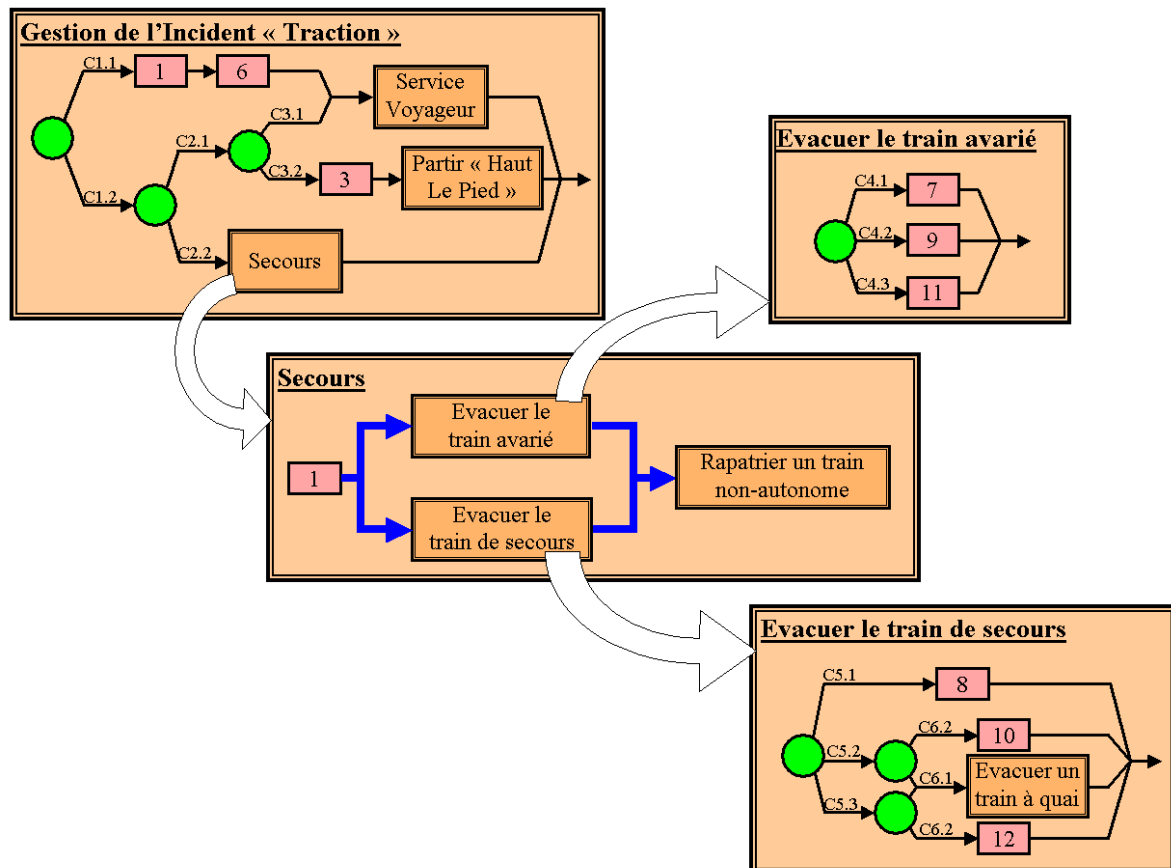 Gestion de l'Incident « Traction »
C1.1
1
6
C3.1
Service
Voyageur
C2.1
C3.2
3
Partir « Haut
Le Pied »
C1.2
C2.2
Secours
Evacuer le train avarié
C4.1
7
C4.2
9
C4.3
11
Secours
1
Evacuer le
train avarié
Evacuer le
train de secours
Rapatrier un train
non-autonome
Evacuer le train de secours
C5.1
8
C5.2
C6.2
10
C6.1
Evacuer un
train à quai
C5.3
C6.2
12